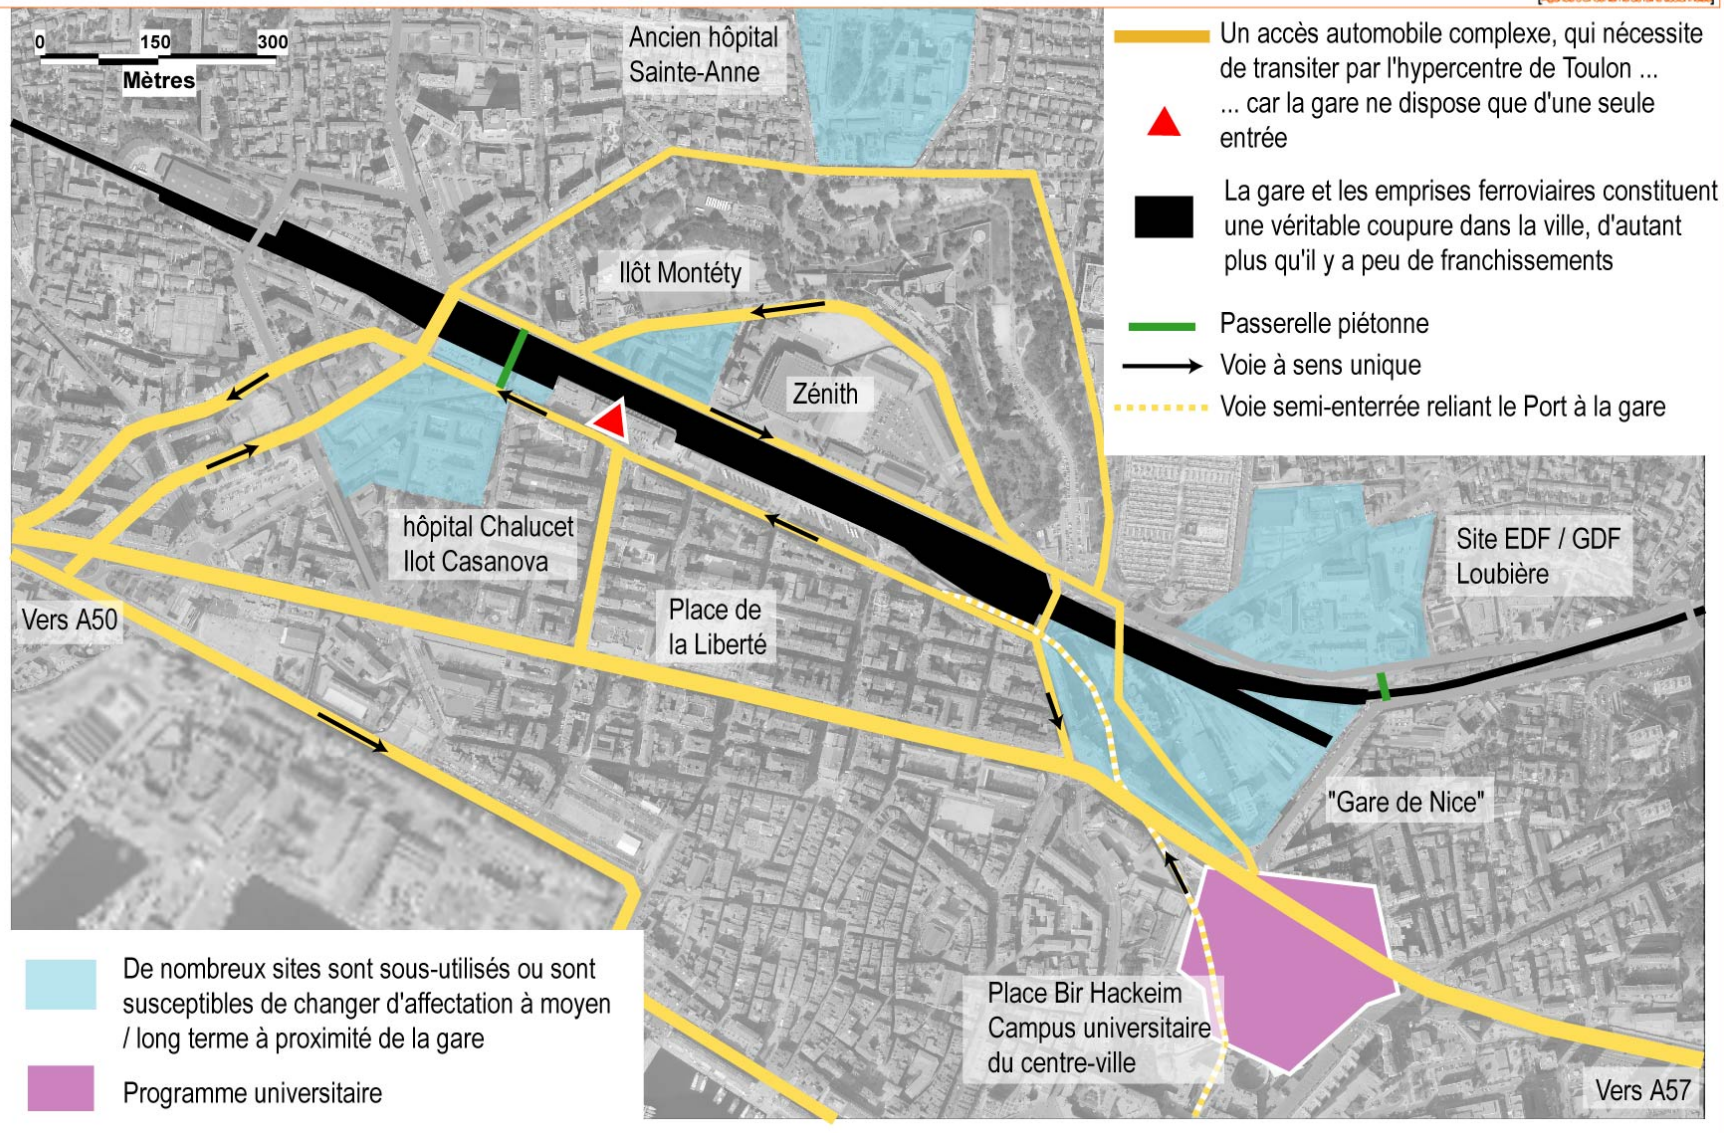 0 150 300
Mètres
Ancien hôpital
Sainte-Anne
Un accès automobile complexe, qui nécessite
de transiter par l'hypercentre de Toulon ...
... car la gare ne dispose que d'une seule
entrée
La gare et les emprises ferroviaires constituent
une véritable coupure dans la ville, d'autant
plus qu'il y a peu de franchissements
Passerelle piétonne
Voie à sens unique
Voie semi-enterrée reliant le Port à la gare
Ilôt Montéty
Zénith
hôpital Chalucet
Ilot Casanova
Site EDF / GDF
Loubière
Vers A50
Place de
la Liberté
"Gare de Nice"
De nombreux sites sont sous-utilisés ou sont
susceptibles de changer d'affectation à moyen
/ long terme à proximité de la gare
Programme universitaire
Place Bir Hackeim
Campus universitaire
du centre-ville
Vers A57